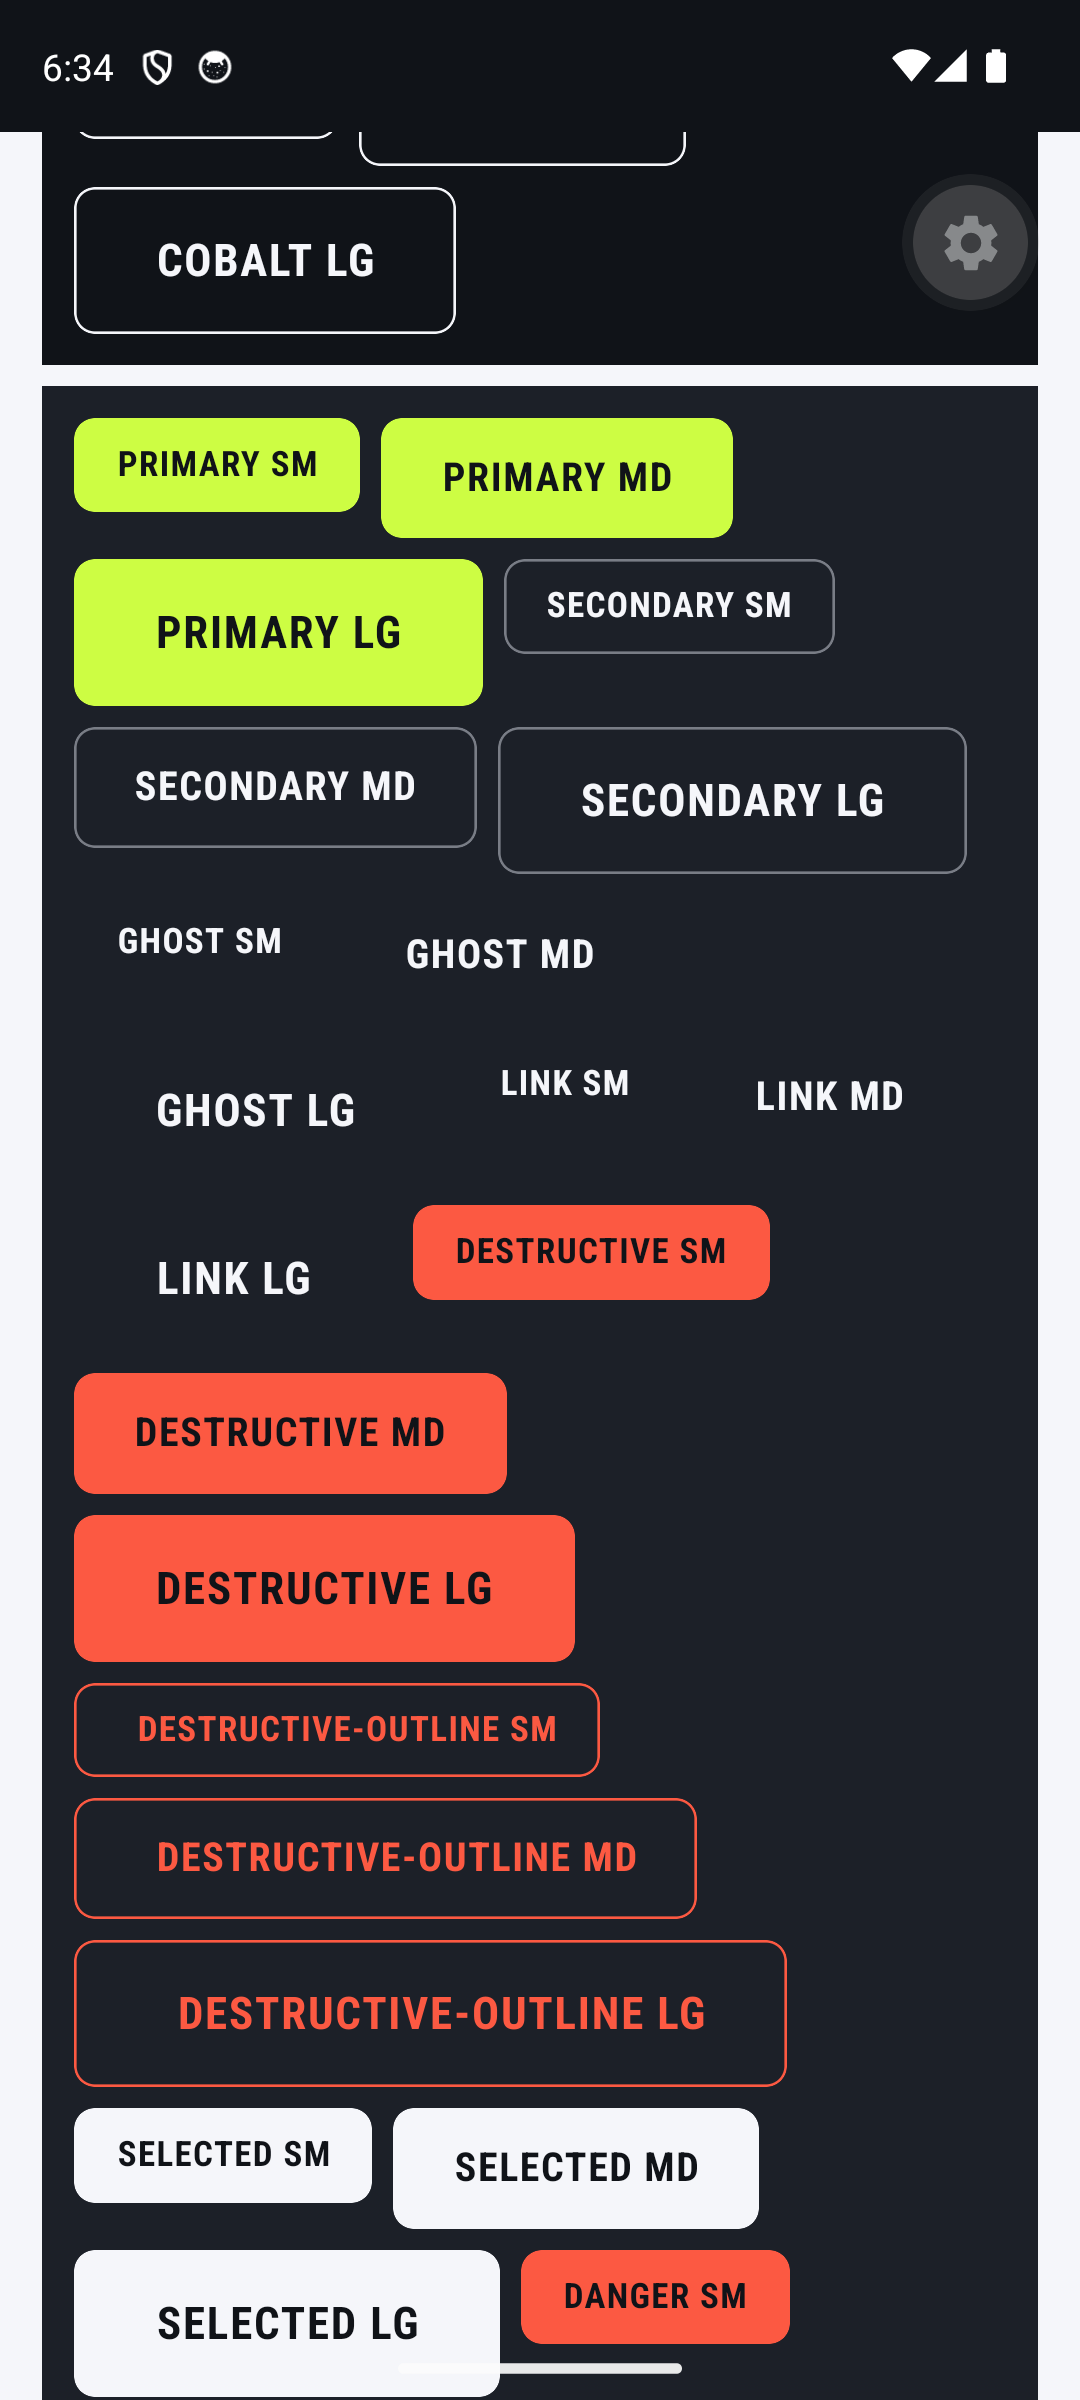 6:34
COBALT LG
PRIMARY SM
PRIMARY MD
PRIMARY LG
SECONDARY SM
SECONDARY MD
SECONDARY LG
GHOST SM
GHOST MD
GHOST LG
LINK SM
LINK MD
LINK LG
DESTRUCTIVE SM
DESTRUCTIVE MD
DESTRUCTIVE LG
DESTRUCTIVE-OUTLINE SM
DESTRUCTIVE-OUTLINE MD
DESTRUCTIVE-OUTLINE LG
SELECTED SM
SELECTED MD
SELECTED LG
DANGER SM